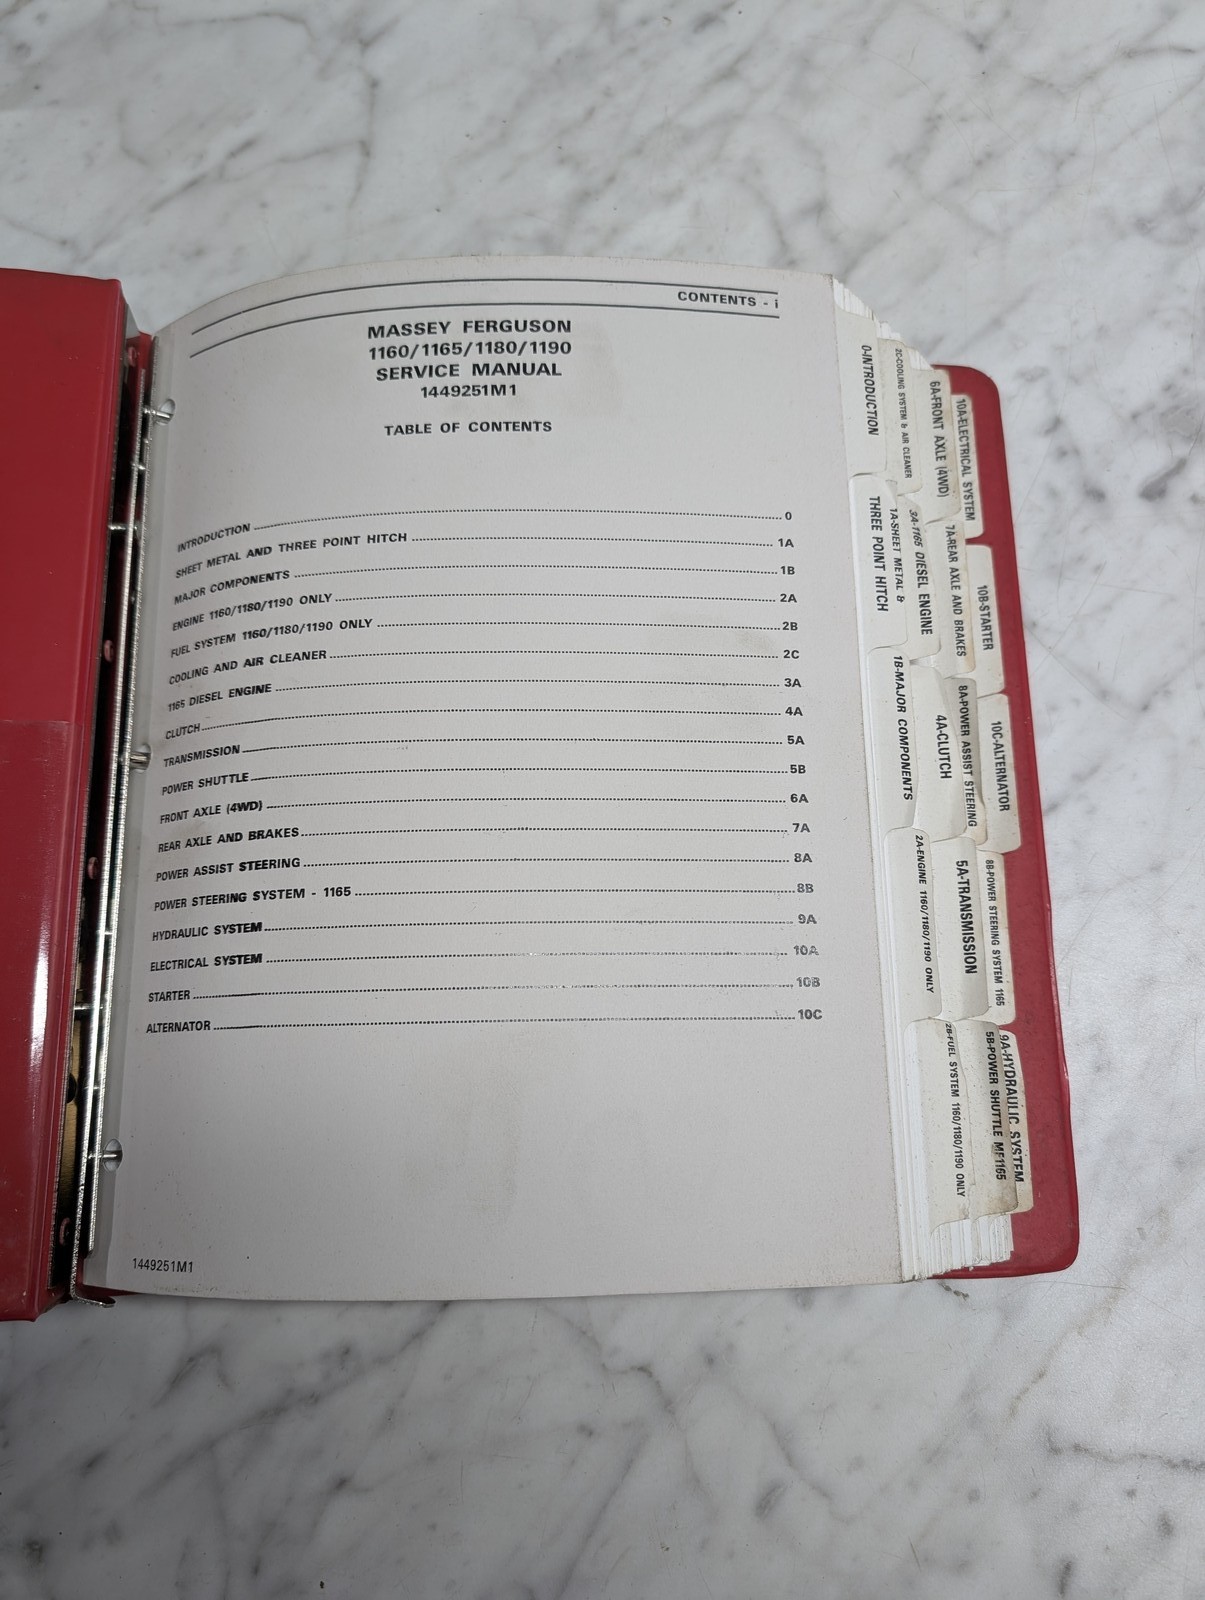 CONTENTS - i
MASSEY FERGUSON
1160/1165/1180/1190
SERVICE MANUAL
1449251M1
TABLE OF CONTENTS
INTRODUCTION 0
SHEET METAL AND THREE POINT HITCH 1A
MAJOR COMPONENTS 1B
ENGINE 1160/1180/1190 ONLY 2A
FUEL SYSTEM 1160/1180/1190 ONLY 2B
COOLING AND AIR CLEANER 2C
1165 DIESEL ENGINE 3A
CLUTCH 4A
TRANSMISSION 5A
POWER SHUTTLE 5B
FRONT AXLE (4WD) 6A
REAR AXLE AND BRAKES 7A
POWER ASSIST STEERING 8A
POWER STEERING SYSTEM - 1165 8B
HYDRAULIC SYSTEM 9A
ELECTRICAL SYSTEM 10A
STARTER 10B
ALTERNATOR 10C
1449251M1
0-INTRODUCTION
1A-SHEET METAL &
THREE POINT HITCH
1B-MAJOR COMPONENTS
2A-ENGINE 1160/1180/1190 ONLY
2B-FUEL SYSTEM 1160/1180/1190 ONLY
2C-COOLING SYSTEM & AIR CLEANER
3A-1165 DIESEL ENGINE
4A-CLUTCH
5A-TRANSMISSION
5B-POWER SHUTTLE MF1165
6A-FRONT AXLE (4WD)
7A-REAR AXLE AND BRAKES
8A-POWER ASSIST STEERING
8B-POWER STEERING SYSTEM 1165
9A-HYDRAULIC SYSTEM
10A-ELECTRICAL SYSTEM
10B-STARTER
10C-ALTERNATOR